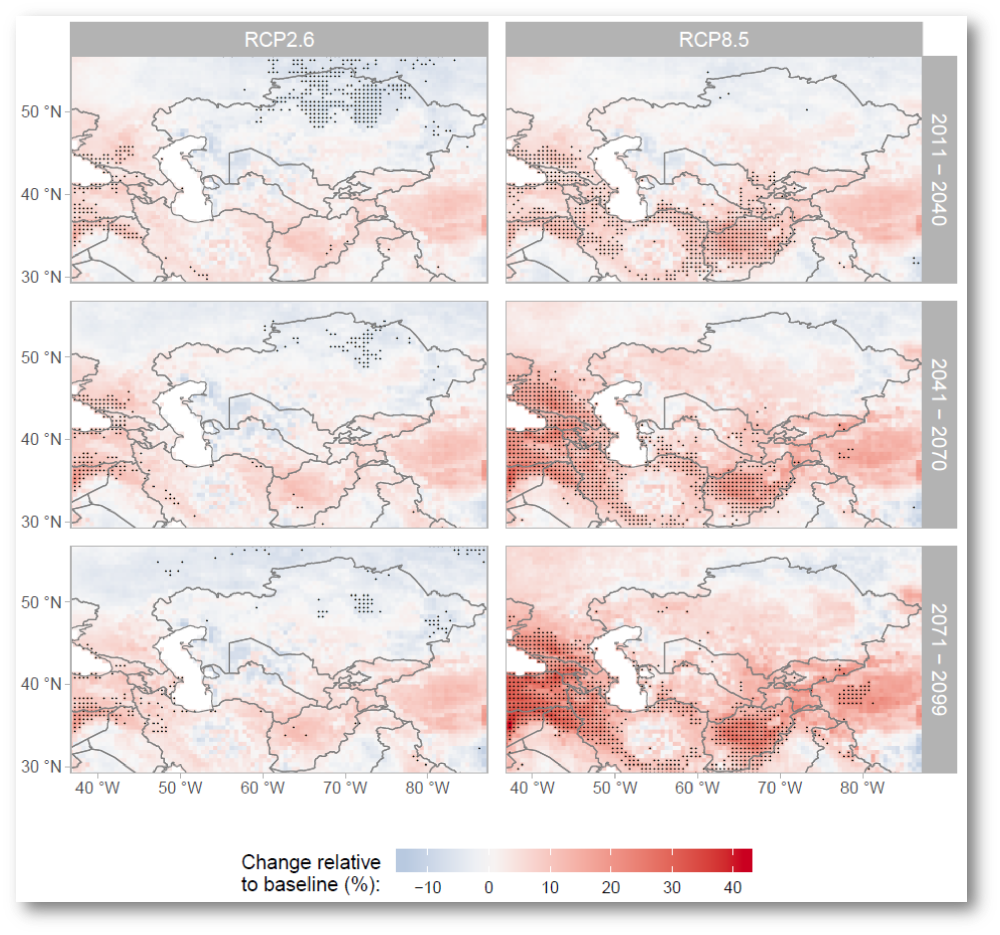 RCP2.6
RCP8.5
50 °N
40 °N
30 °N
2011 – 2040
50 °N
40 °N
30 °N
2041 – 2070
50 °N
40 °N
30 °N
2071 – 2099
40 °W
50 °W
60 °W
70 °W
80 °W
40 °W
50 °W
60 °W
70 °W
80 °W
Change relative
to baseline (%):
−10
0
10
20
30
40